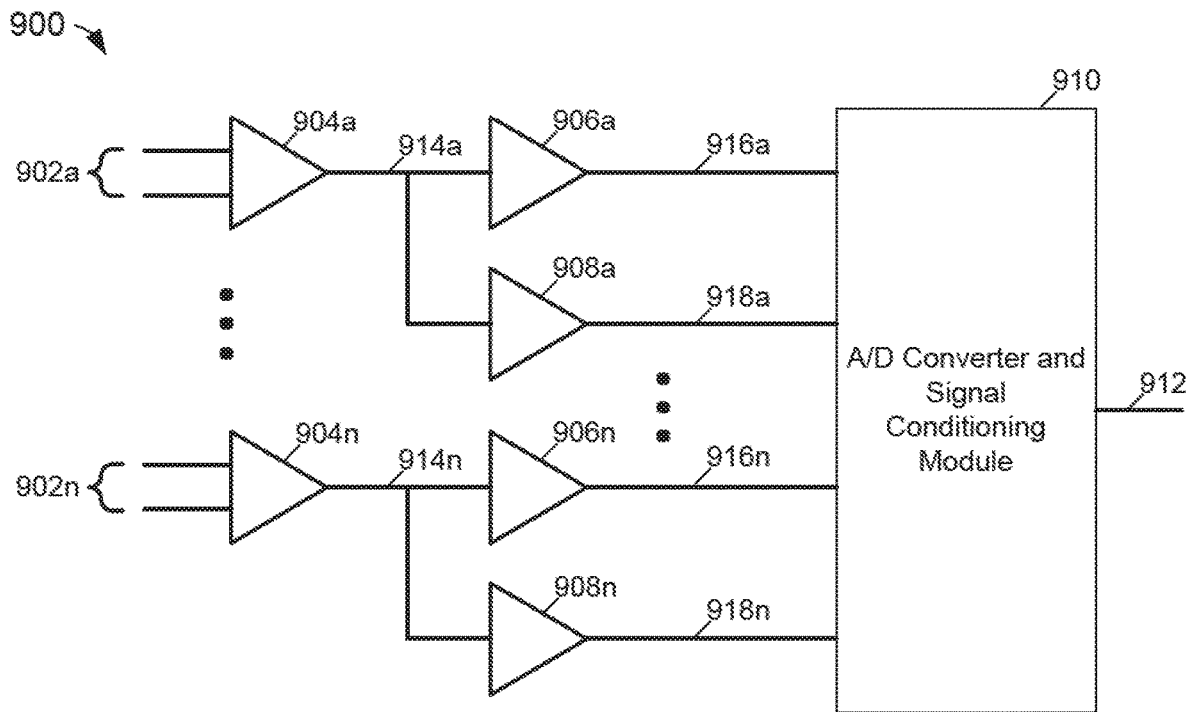 900
910
904a
906a
914a
916a
902a
908a
918a
A/D Converter and
Signal
Conditioning
Module
912
904n
906n
914n
916n
902n
908n
918n